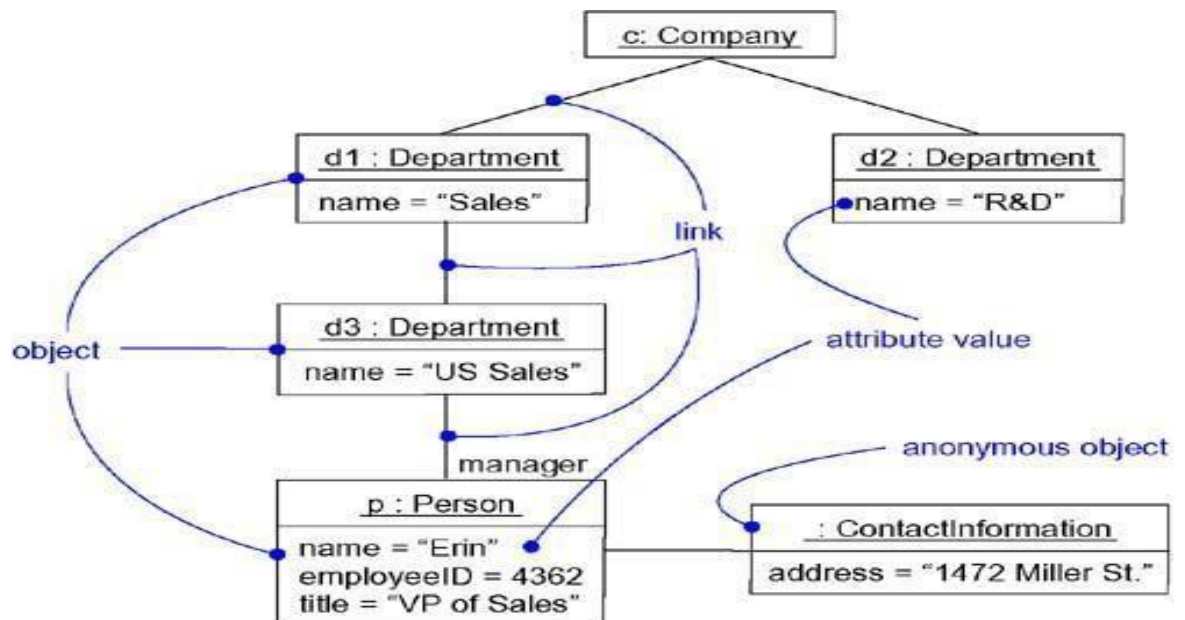 c: Company
d1 : Department
name = “Sales”
d2 : Department
name = “R&D”
link
d3 : Department
name = “US Sales”
object
attribute value
manager
anonymous object
p : Person
name = “Erin”
employeeID = 4362
title = “VP of Sales”
: ContactInformation
address = “1472 Miller St.”